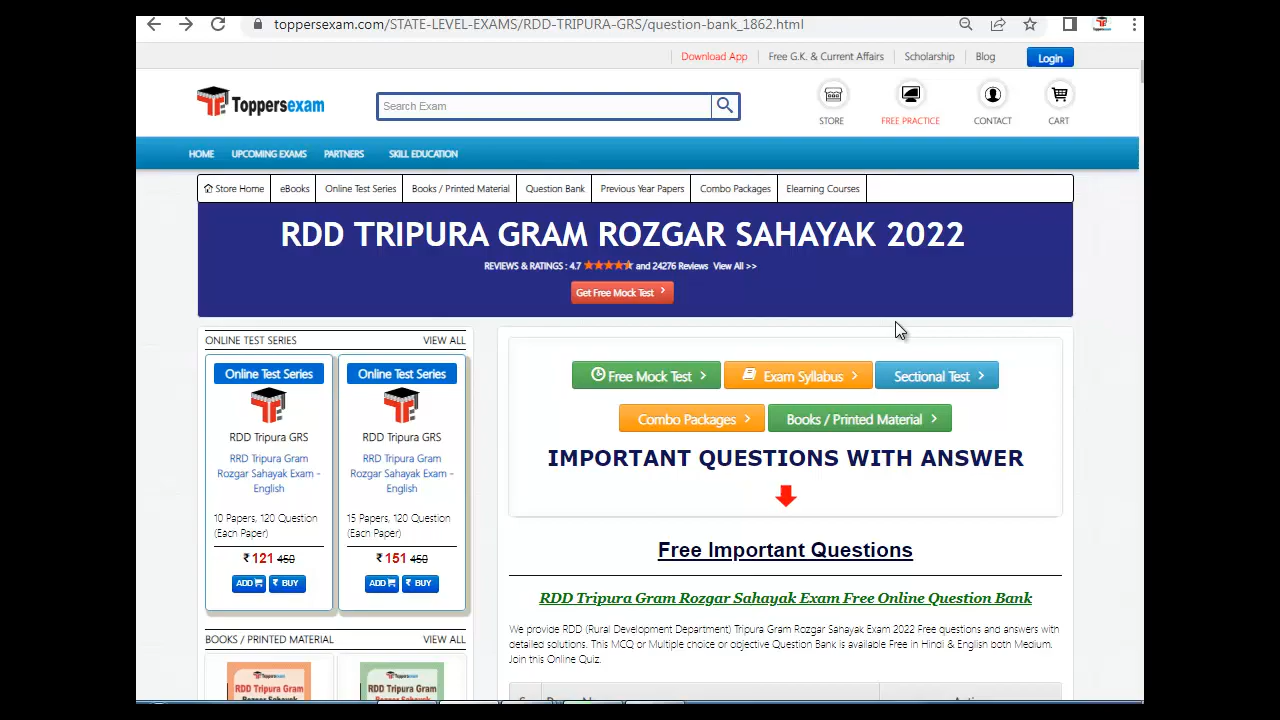 toppersexam.com/STATE-LEVEL-EXAMS/RDD-TRIPURA-GRS/question-bank_1862.html
Download App
Free G.K. & Current Affairs
Scholarship
Blog
Login
Toppersexam
Search Exam
STORE
FREE PRACTICE
CONTACT
CART
HOME
UPCOMING EXAMS
PARTNERS
SKILL EDUCATION
Store Home
eBooks
Online Test Series
Books / Printed Material
Question Bank
Previous Year Papers
Combo Packages
Elearning Courses
RDD TRIPURA GRAM ROZGAR SAHAYAK 2022
REVIEWS & RATINGS : 4.7 and 24276 Reviews View All >>
Get Free Mock Test
ONLINE TEST SERIES
VIEW ALL
Online Test Series
RDD Tripura GRS
RRD Tripura Gram
Rozgar Sahayak Exam -
English
10 Papers, 120 Question
(Each Paper)
₹ 121 450
ADD
₹ BUY
Online Test Series
RDD Tripura GRS
RRD Tripura Gram
Rozgar Sahayak Exam -
English
15 Papers, 120 Question
(Each Paper)
₹ 151 450
ADD
₹ BUY
BOOKS / PRINTED MATERIAL
VIEW ALL
Toppersexam
RDD Tripura Gram
Toppersexam
RDD Tripura Gram
Free Mock Test
Exam Syllabus
Sectional Test
Combo Packages
Books / Printed Material
IMPORTANT QUESTIONS WITH ANSWER
Free Important Questions
RDD Tripura Gram Rozgar Sahayak Exam Free Online Question Bank
We provide RDD (Rural Development Department) Tripura Gram Rozgar Sahayak Exam 2022 Free questions and answers with
detailed solutions. This MCQ or Multiple choice or opjective Question Bank is available Free in Hindi & English both Medium.
Join this Online Quiz.